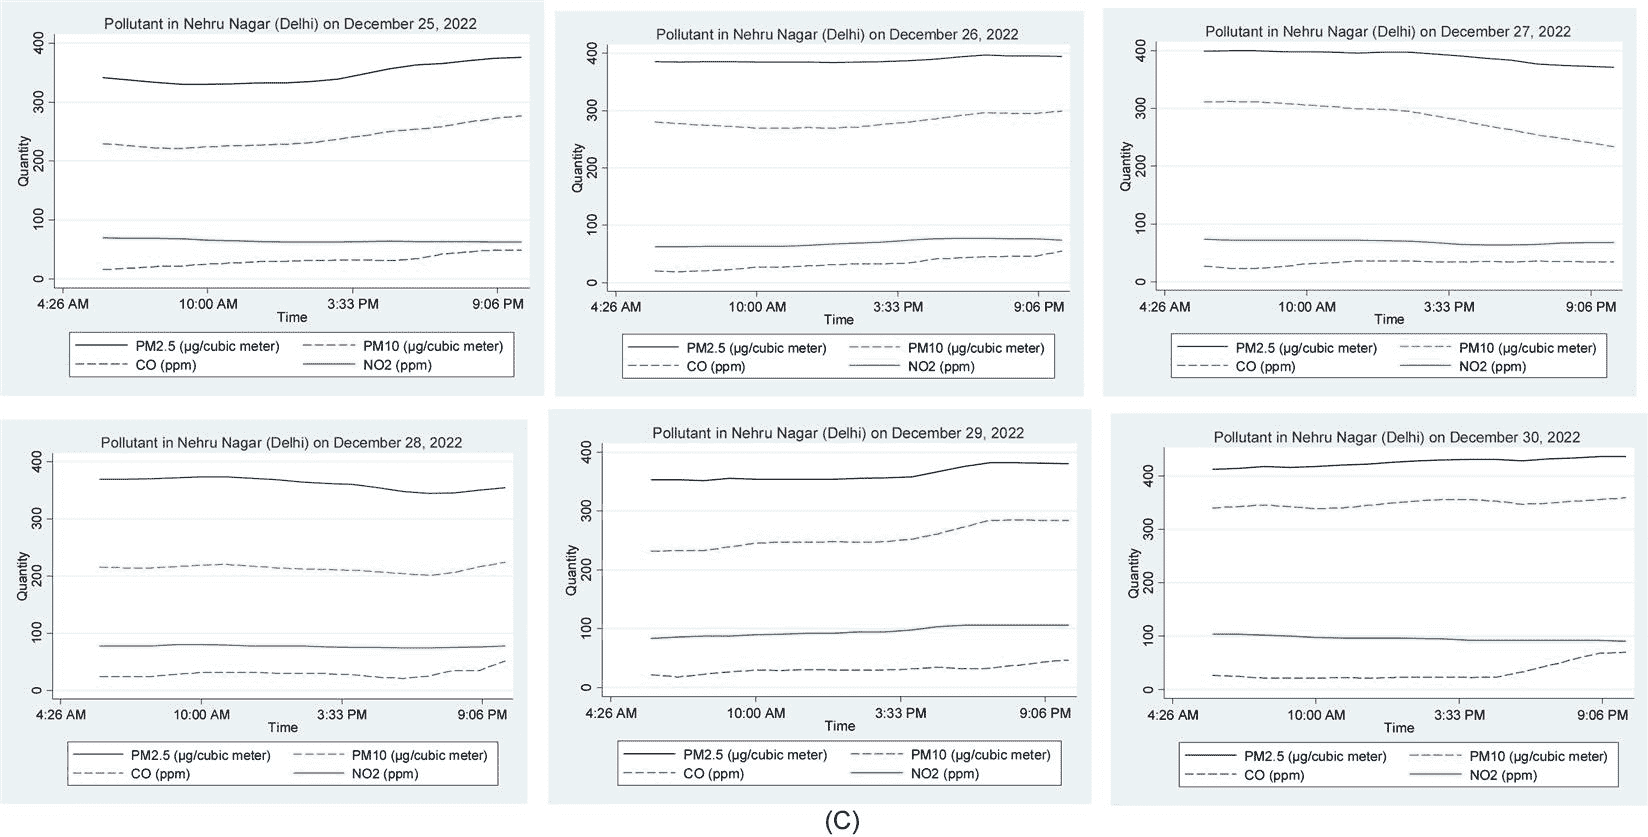 Pollutant in Nehru Nagar (Delhi) on December 25, 2022
Quantity
400
300
200
100
0
4:26 AM 10:00 AM 3:33 PM 9:06 PM
Time
PM2.5 (µg/cubic meter) PM10 (µg/cubic meter)
CO (ppm) NO2 (ppm)
Pollutant in Nehru Nagar (Delhi) on December 26, 2022
Quantity
400
300
200
100
0
4:26 AM 10:00 AM 3:33 PM 9:06 PM
Time
PM2.5 (µg/cubic meter) PM10 (µg/cubic meter)
CO (ppm) NO2 (ppm)
Pollutant in Nehru Nagar (Delhi) on December 27, 2022
Quantity
400
300
200
100
0
4:26 AM 10:00 AM 3:33 PM 9:06 PM
Time
PM2.5 (µg/cubic meter) PM10 (µg/cubic meter)
CO (ppm) NO2 (ppm)
Pollutant in Nehru Nagar (Delhi) on December 28, 2022
Quantity
400
300
200
100
0
4:26 AM 10:00 AM 3:33 PM 9:06 PM
Time
PM2.5 (µg/cubic meter) PM10 (µg/cubic meter)
CO (ppm) NO2 (ppm)
Pollutant in Nehru Nagar (Delhi) on December 29, 2022
Quantity
400
300
200
100
0
4:26 AM 10:00 AM 3:33 PM 9:06 PM
Time
PM2.5 (µg/cubic meter) PM10 (µg/cubic meter)
CO (ppm) NO2 (ppm)
Pollutant in Nehru Nagar (Delhi) on December 30, 2022
Quantity
400
300
200
100
0
4:26 AM 10:00 AM 3:33 PM 9:06 PM
Time
PM2.5 (µg/cubic meter) PM10 (µg/cubic meter)
CO (ppm) NO2 (ppm)
(C)